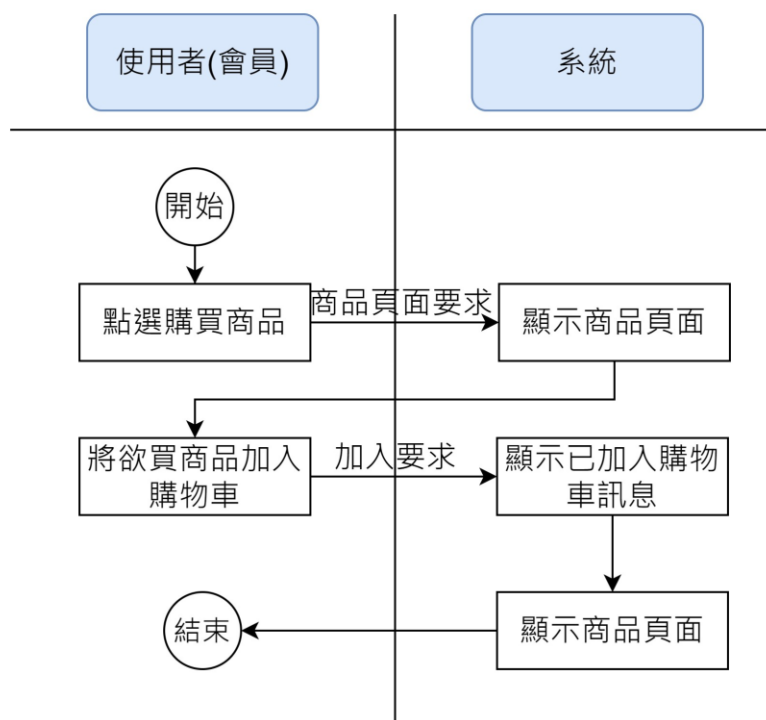 使用者(會員)
系統
開始
點選購買商品
商品頁面要求
顯示商品頁面
將欲買商品加入
購物車
加入要求
顯示已加入購物
車訊息
結束
顯示商品頁面